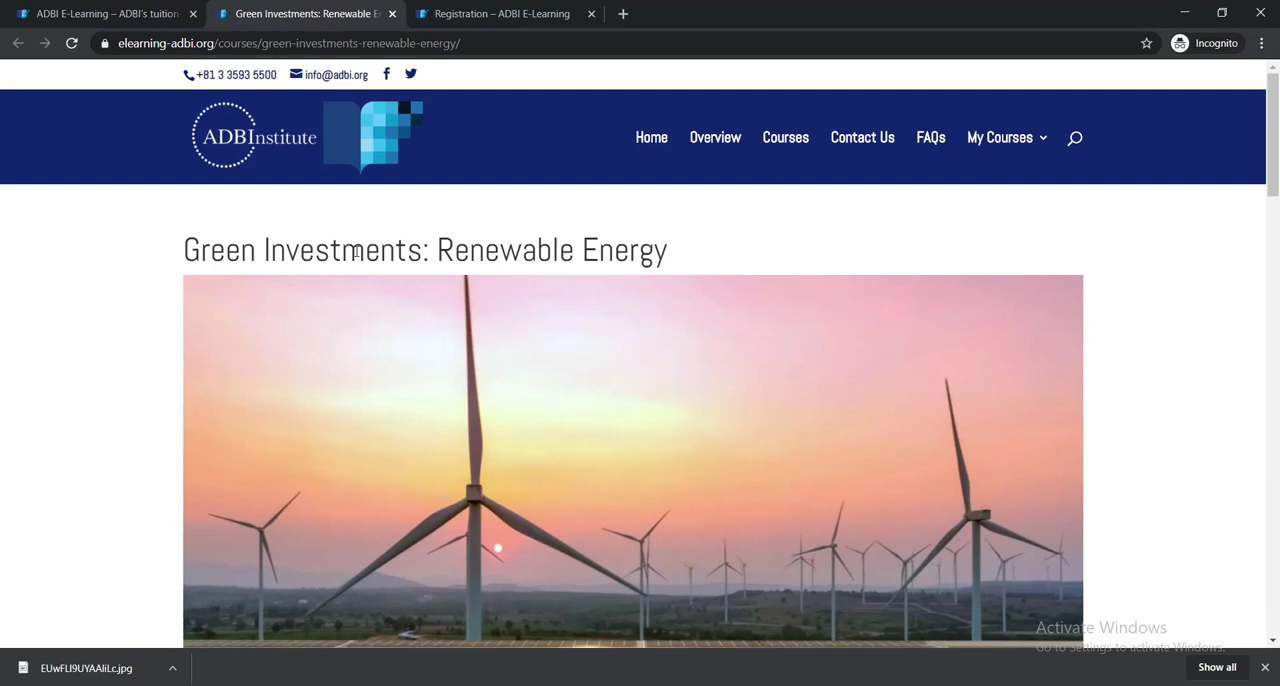 ADBI E-Learning – ADBI's tuition
Green Investments: Renewable E
Registration – ADBI E-Learning
elearning-adbi.org/courses/green-investments-renewable-energy/
Incognito
+81 3 3593 5500
info@adbi.org
ADBInstitute
Home
Overview
Courses
Contact Us
FAQs
My Courses
Green Investments: Renewable Energy
Activate Windows
Go to Settings to activate Windows.
EUwFLI9UYAAliLc.jpg
Show all